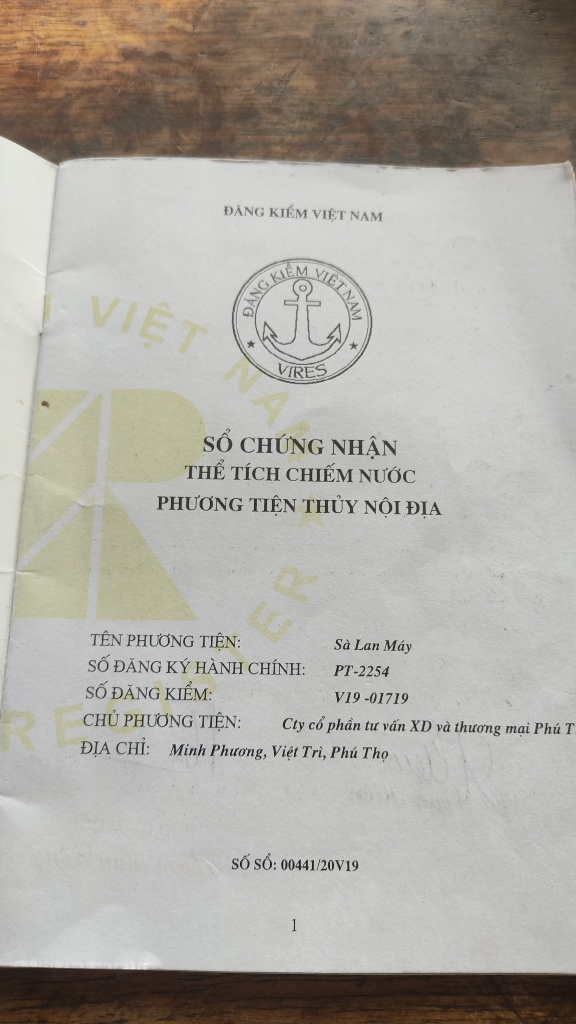 ĐĂNG KIỂM VIỆT NAM
ĐĂNG KIỂM VIỆT NAM
VIRES
VIỆT NAM
REGISTER
SỔ CHỨNG NHẬN
THỂ TÍCH CHIẾM NƯỚC
PHƯƠNG TIỆN THỦY NỘI ĐỊA
TÊN PHƯƠNG TIỆN: Sà Lan Máy
SỐ ĐĂNG KÝ HÀNH CHÍNH: PT-2254
SỐ ĐĂNG KIỂM: V19 -01719
CHỦ PHƯƠNG TIỆN: Cty cổ phần tư vấn XD và thương mại Phú T
ĐỊA CHỈ: Minh Phương, Việt Trì, Phú Thọ
SỐ SỔ: 00441/20V19
1